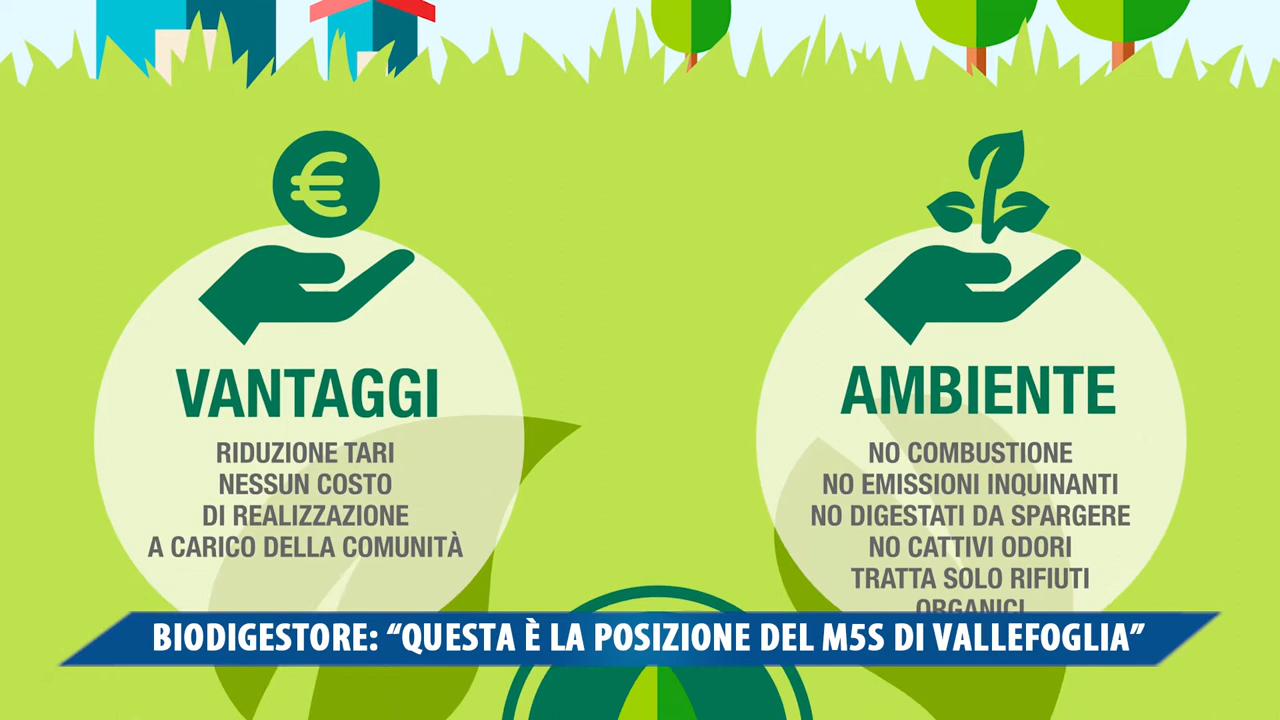 VANTAGGI
RIDUZIONE TARI
NESSUN COSTO
DI REALIZZAZIONE
A CARICO DELLA COMUNITÀ
AMBIENTE
NO COMBUSTIONE
NO EMISSIONI INQUINANTI
NO DIGESTATI DA SPARGERE
NO CATTIVI ODORI
TRATTA SOLO RIFIUTI
ORGANICI
BIODIGESTORE: “QUESTA È LA POSIZIONE DEL M5S DI VALLEFOGLIA”